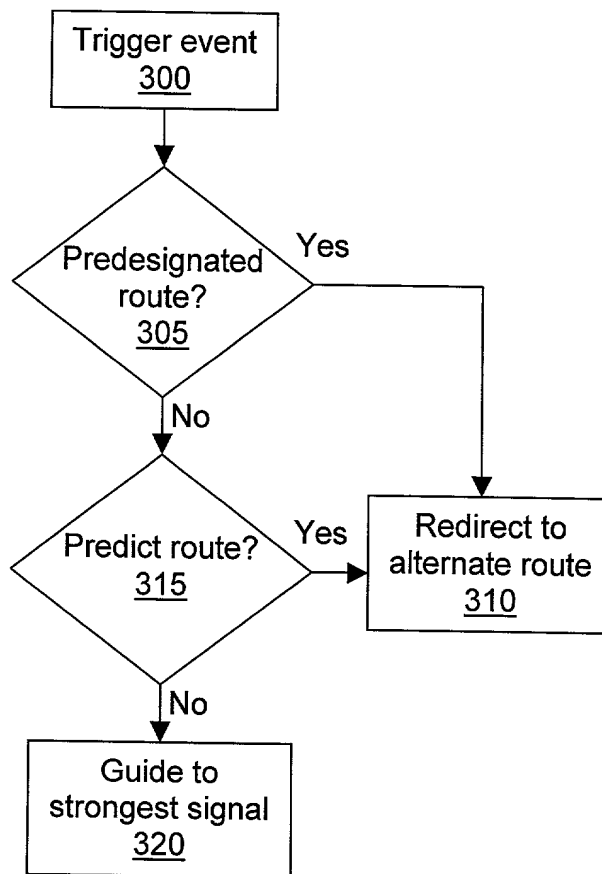 Trigger event
300
Yes
Predesignated
route?
305
No
Predict route?
315
Yes
Redirect to
alternate route
310
No
Guide to
strongest signal
320